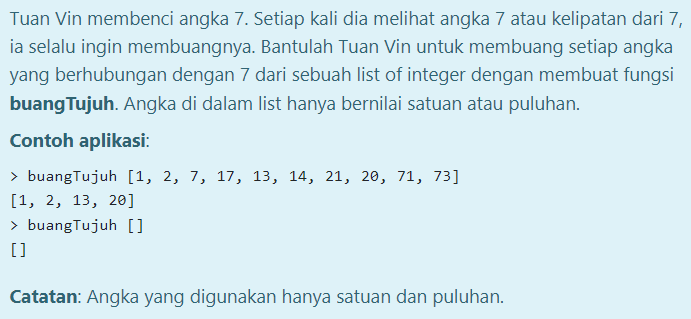 Tuan Vin membenci angka 7. Setiap kali dia melihat angka 7 atau kelipatan dari 7,
ia selalu ingin membuangnya. Bantulah Tuan Vin untuk membuang setiap angka
yang berhubungan dengan 7 dari sebuah list of integer dengan membuat fungsi
buangTujuh. Angka di dalam list hanya bernilai satuan atau puluhan.
Contoh aplikasi:
> buangTujuh [1, 2, 7, 17, 13, 14, 21, 20, 71, 73]
[1, 2, 13, 20]
> buangTujuh []
[]
Catatan: Angka yang digunakan hanya satuan dan puluhan.